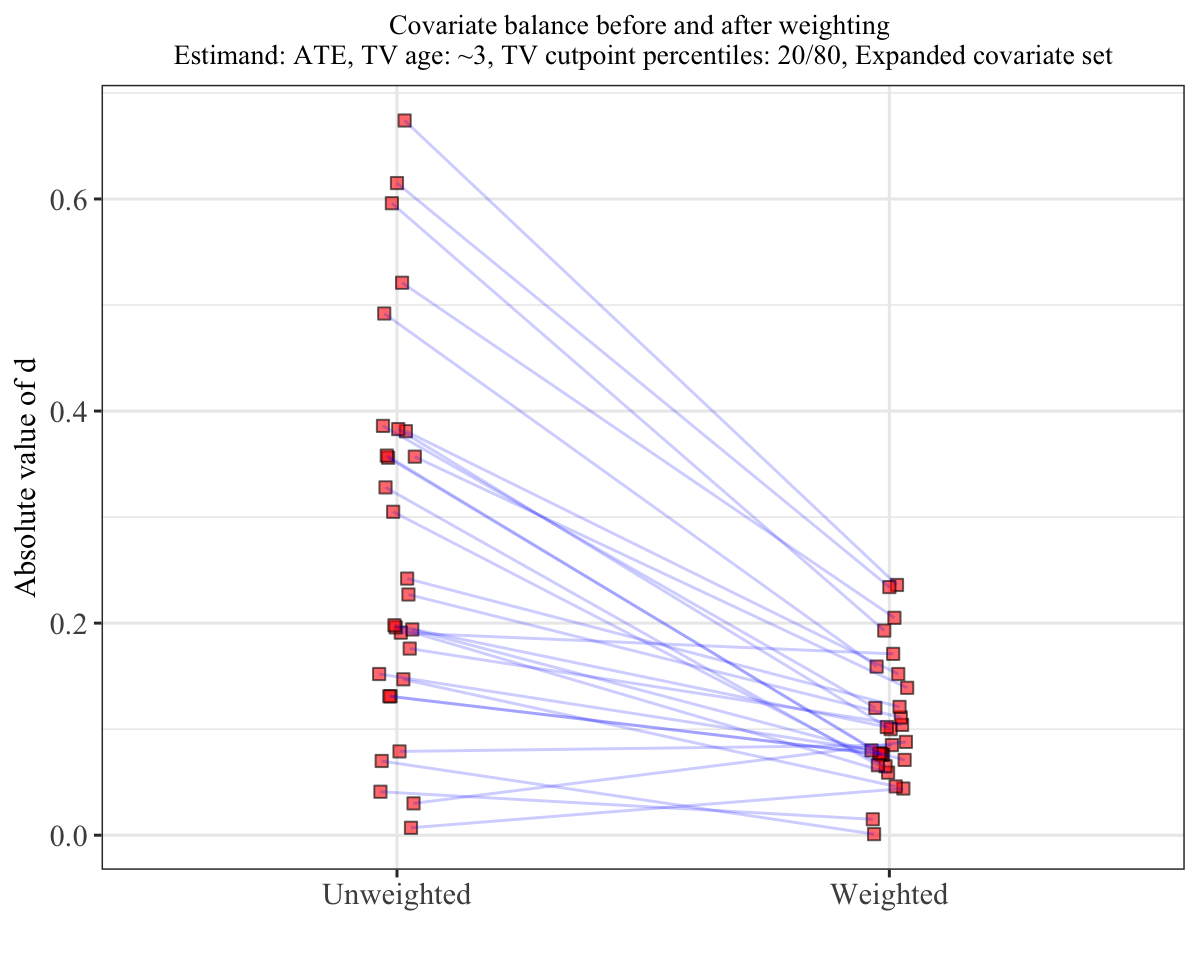 Covariate balance before and after weighting
Estimand: ATE, TV age: ~3, TV cutpoint percentiles: 20/80, Expanded covariate set
Absolute value of d
0.6
0.4
0.2
0.0
Unweighted
Weighted